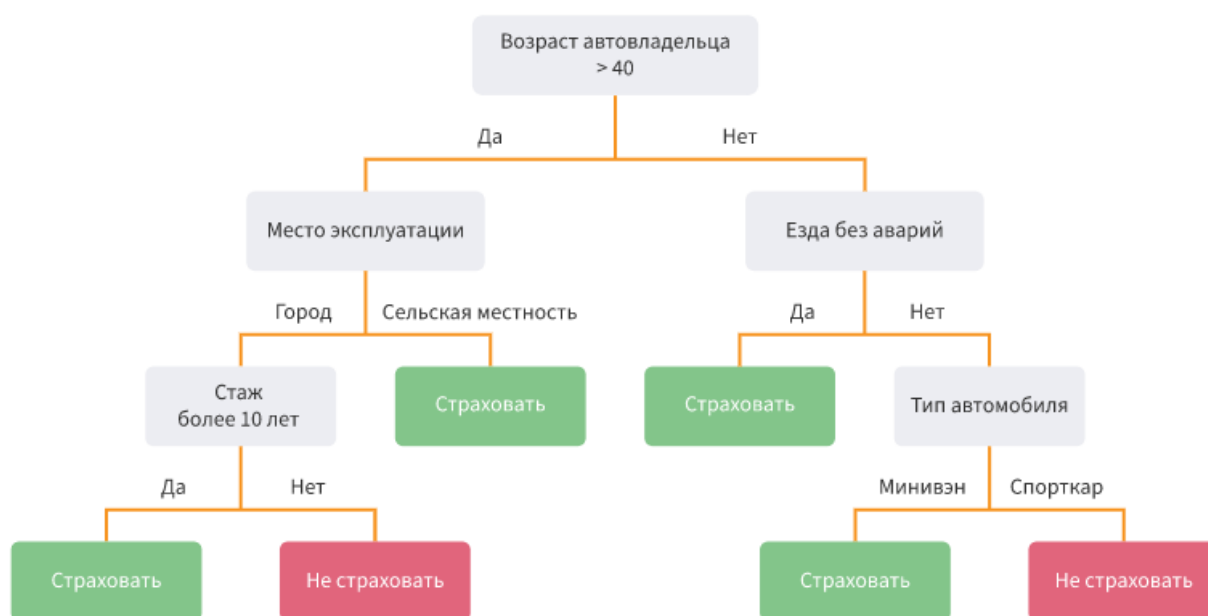 Возраст автовладельца
> 40
Да
Нет
Место эксплуатации
Езда без аварий
Город
Сельская местность
Да
Нет
Стаж
более 10 лет
Страховать
Страховать
Тип автомобиля
Да
Нет
Минивэн
Спорткар
Страховать
Не страховать
Страховать
Не страховать